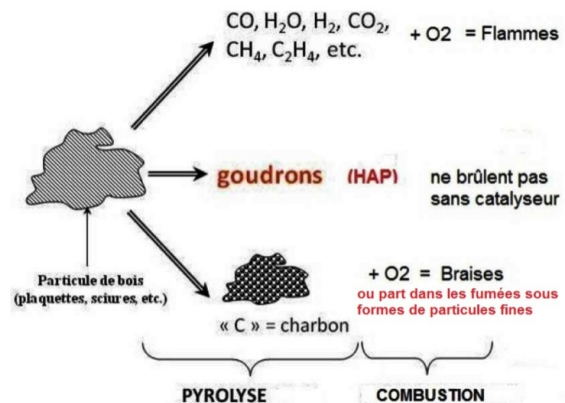 CO, H₂O, H₂, CO₂,
CH₄, C₂H₄, etc.
+ O2 = Flammes
goudrons (HAP)
ne brûlent pas
sans catalyseur
Particule de bois
(plaquettes, sciures, etc.)
« C » = charbon
+ O2 = Braises
ou part dans les fumées sous
formes de particules fines
PYROLYSE
COMBUSTION